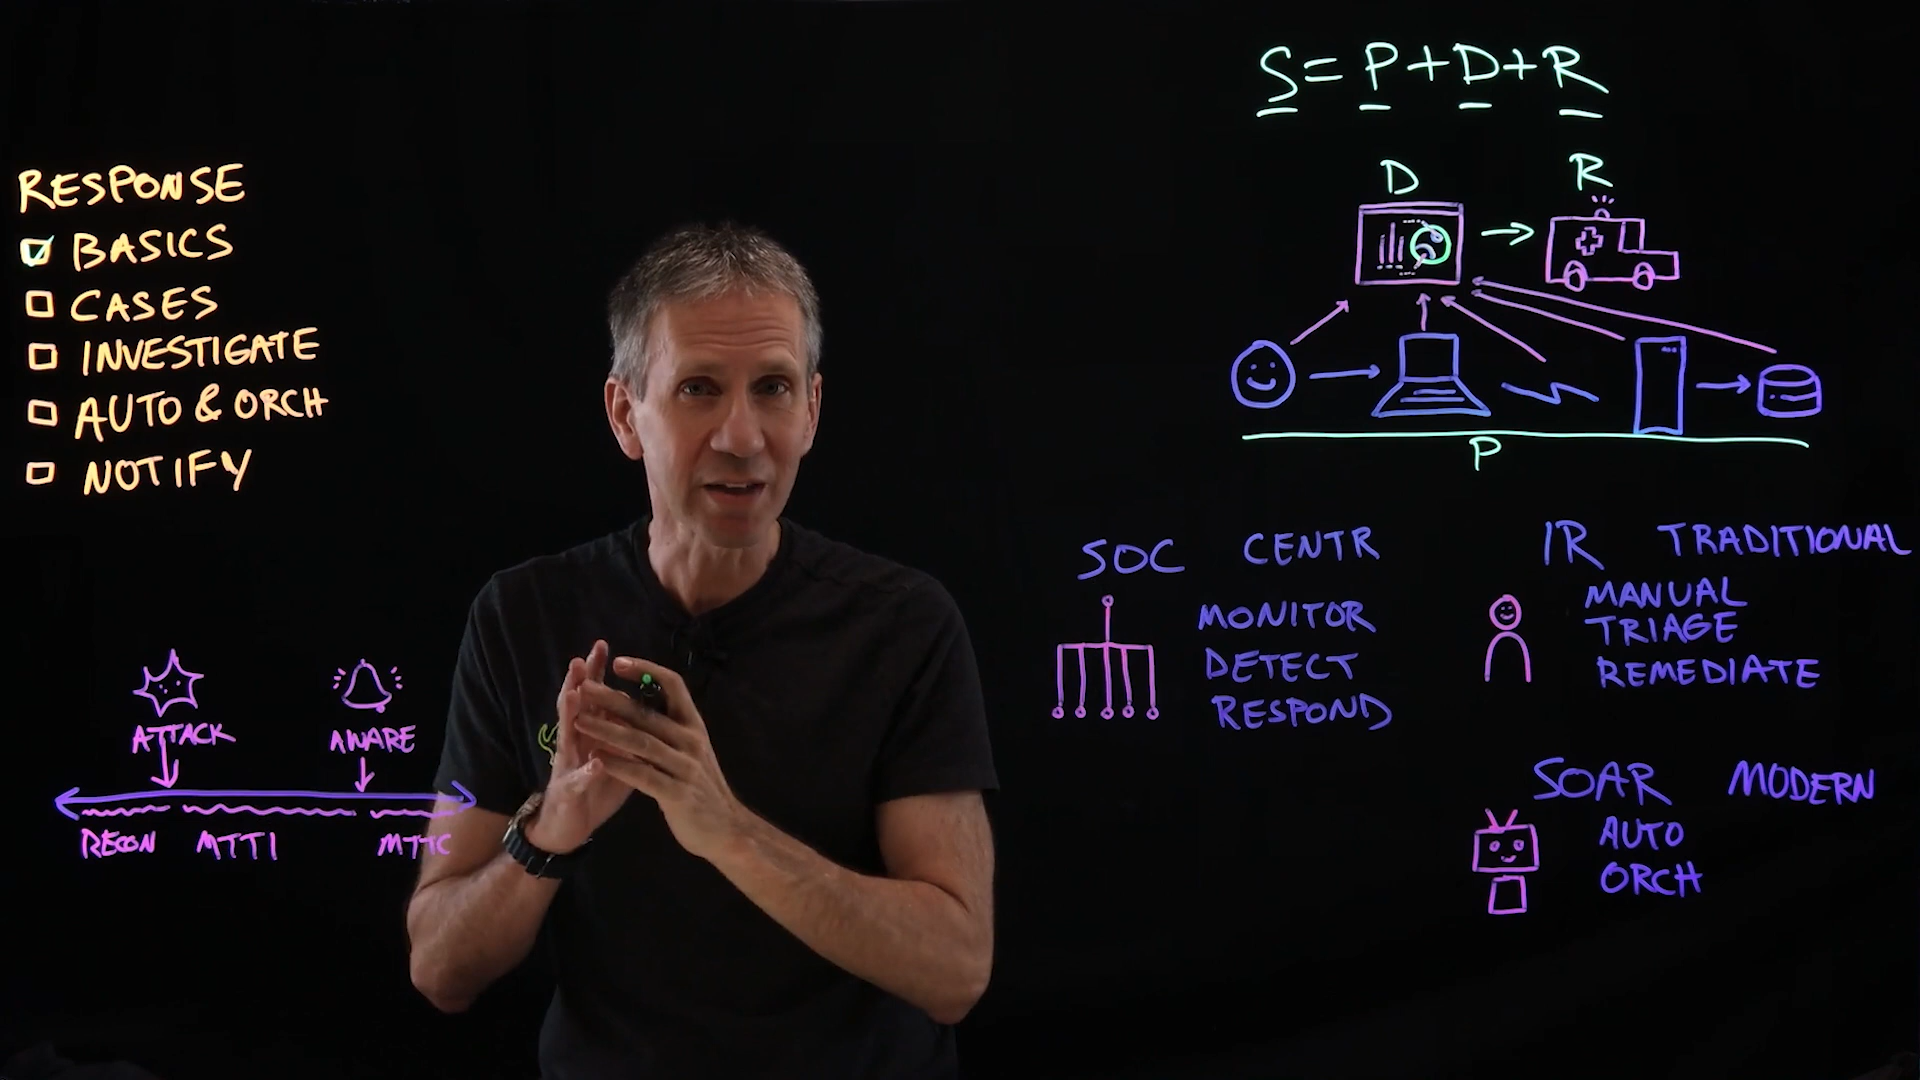 RESPONSE
BASICS
CASES
INVESTIGATE
AUTO & ORCH
NOTIFY
ATTACK
AWARE
RECON MTTI MTTC
S = P + D + R
D R
P
SOC CENTR
MONITOR
DETECT
RESPOND
IR TRADITIONAL
MANUAL
TRIAGE
REMEDIATE
SOAR MODERN
AUTO
ORCH